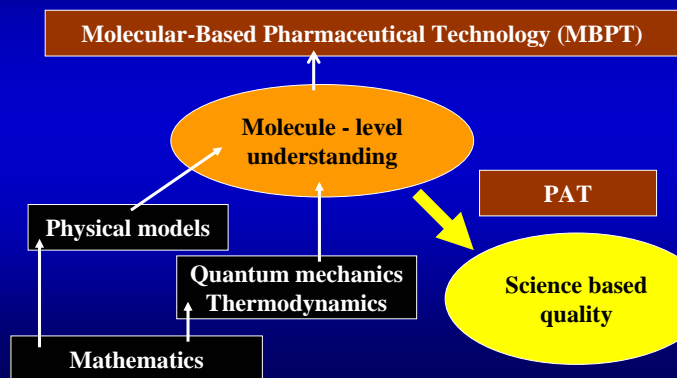 Molecular-Based Pharmaceutical Technology (MBPT)
Molecule - level
understanding
PAT
Physical models
Quantum mechanics
Thermodynamics
Science based
quality
Mathematics